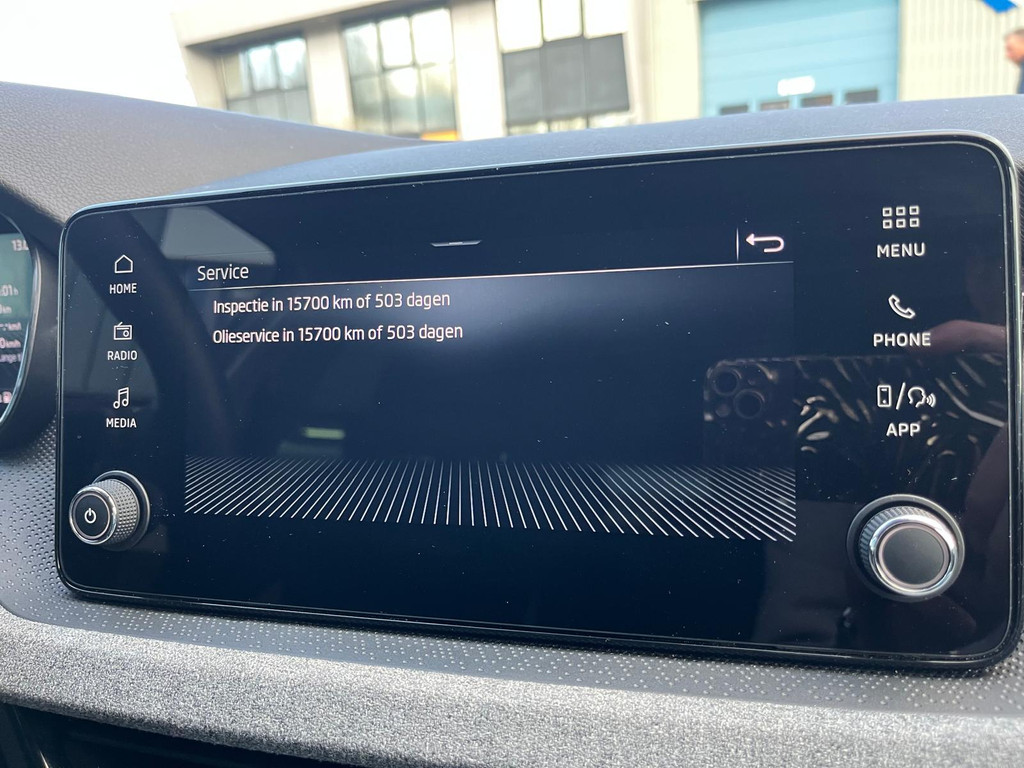 HOME
RADIO
MEDIA
Service
Inspectie in 15700 km of 503 dagen
Olieservice in 15700 km of 503 dagen
MENU
PHONE
APP